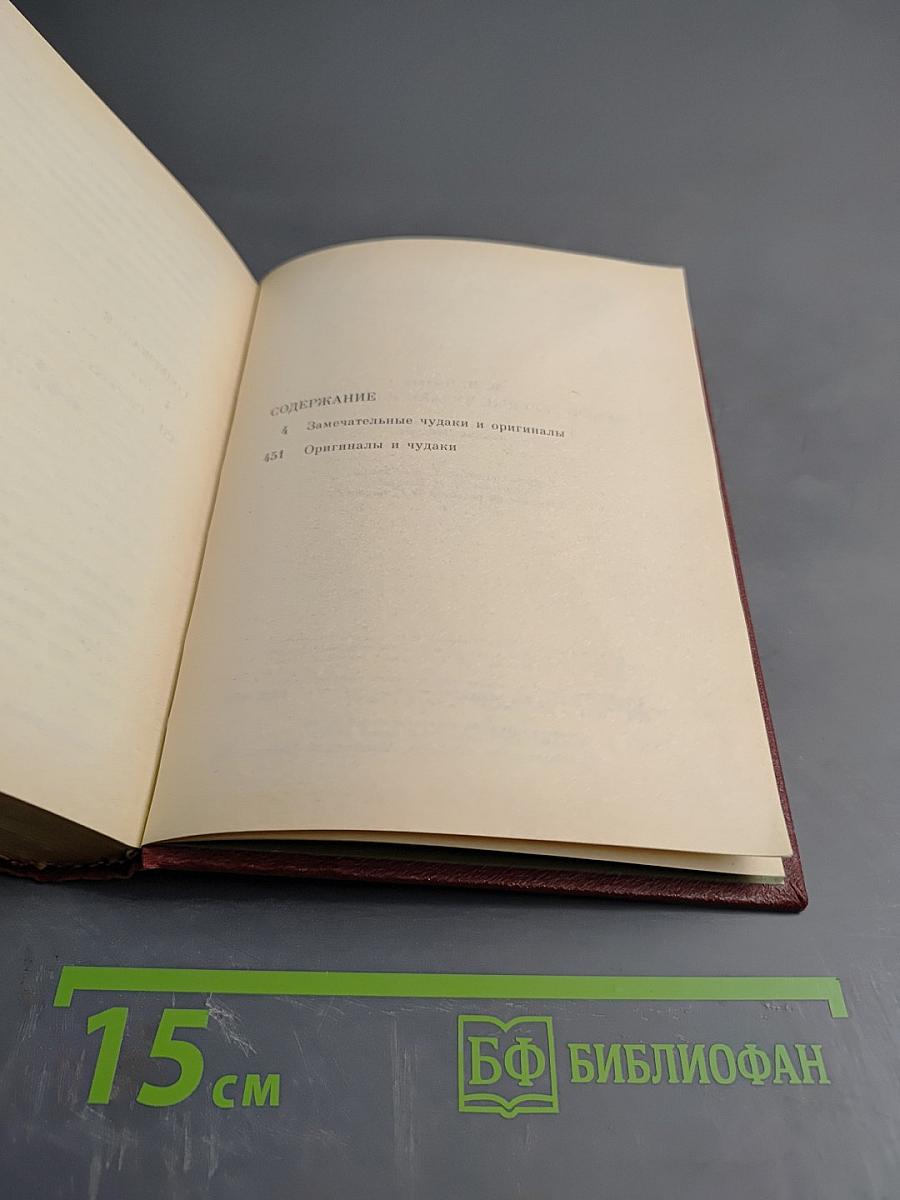 СОДЕРЖАНИЕ
4 Замечательные чудаки и оригиналы
451 Оригиналы и чудаки
15 см
БФ БИБЛИОФАН